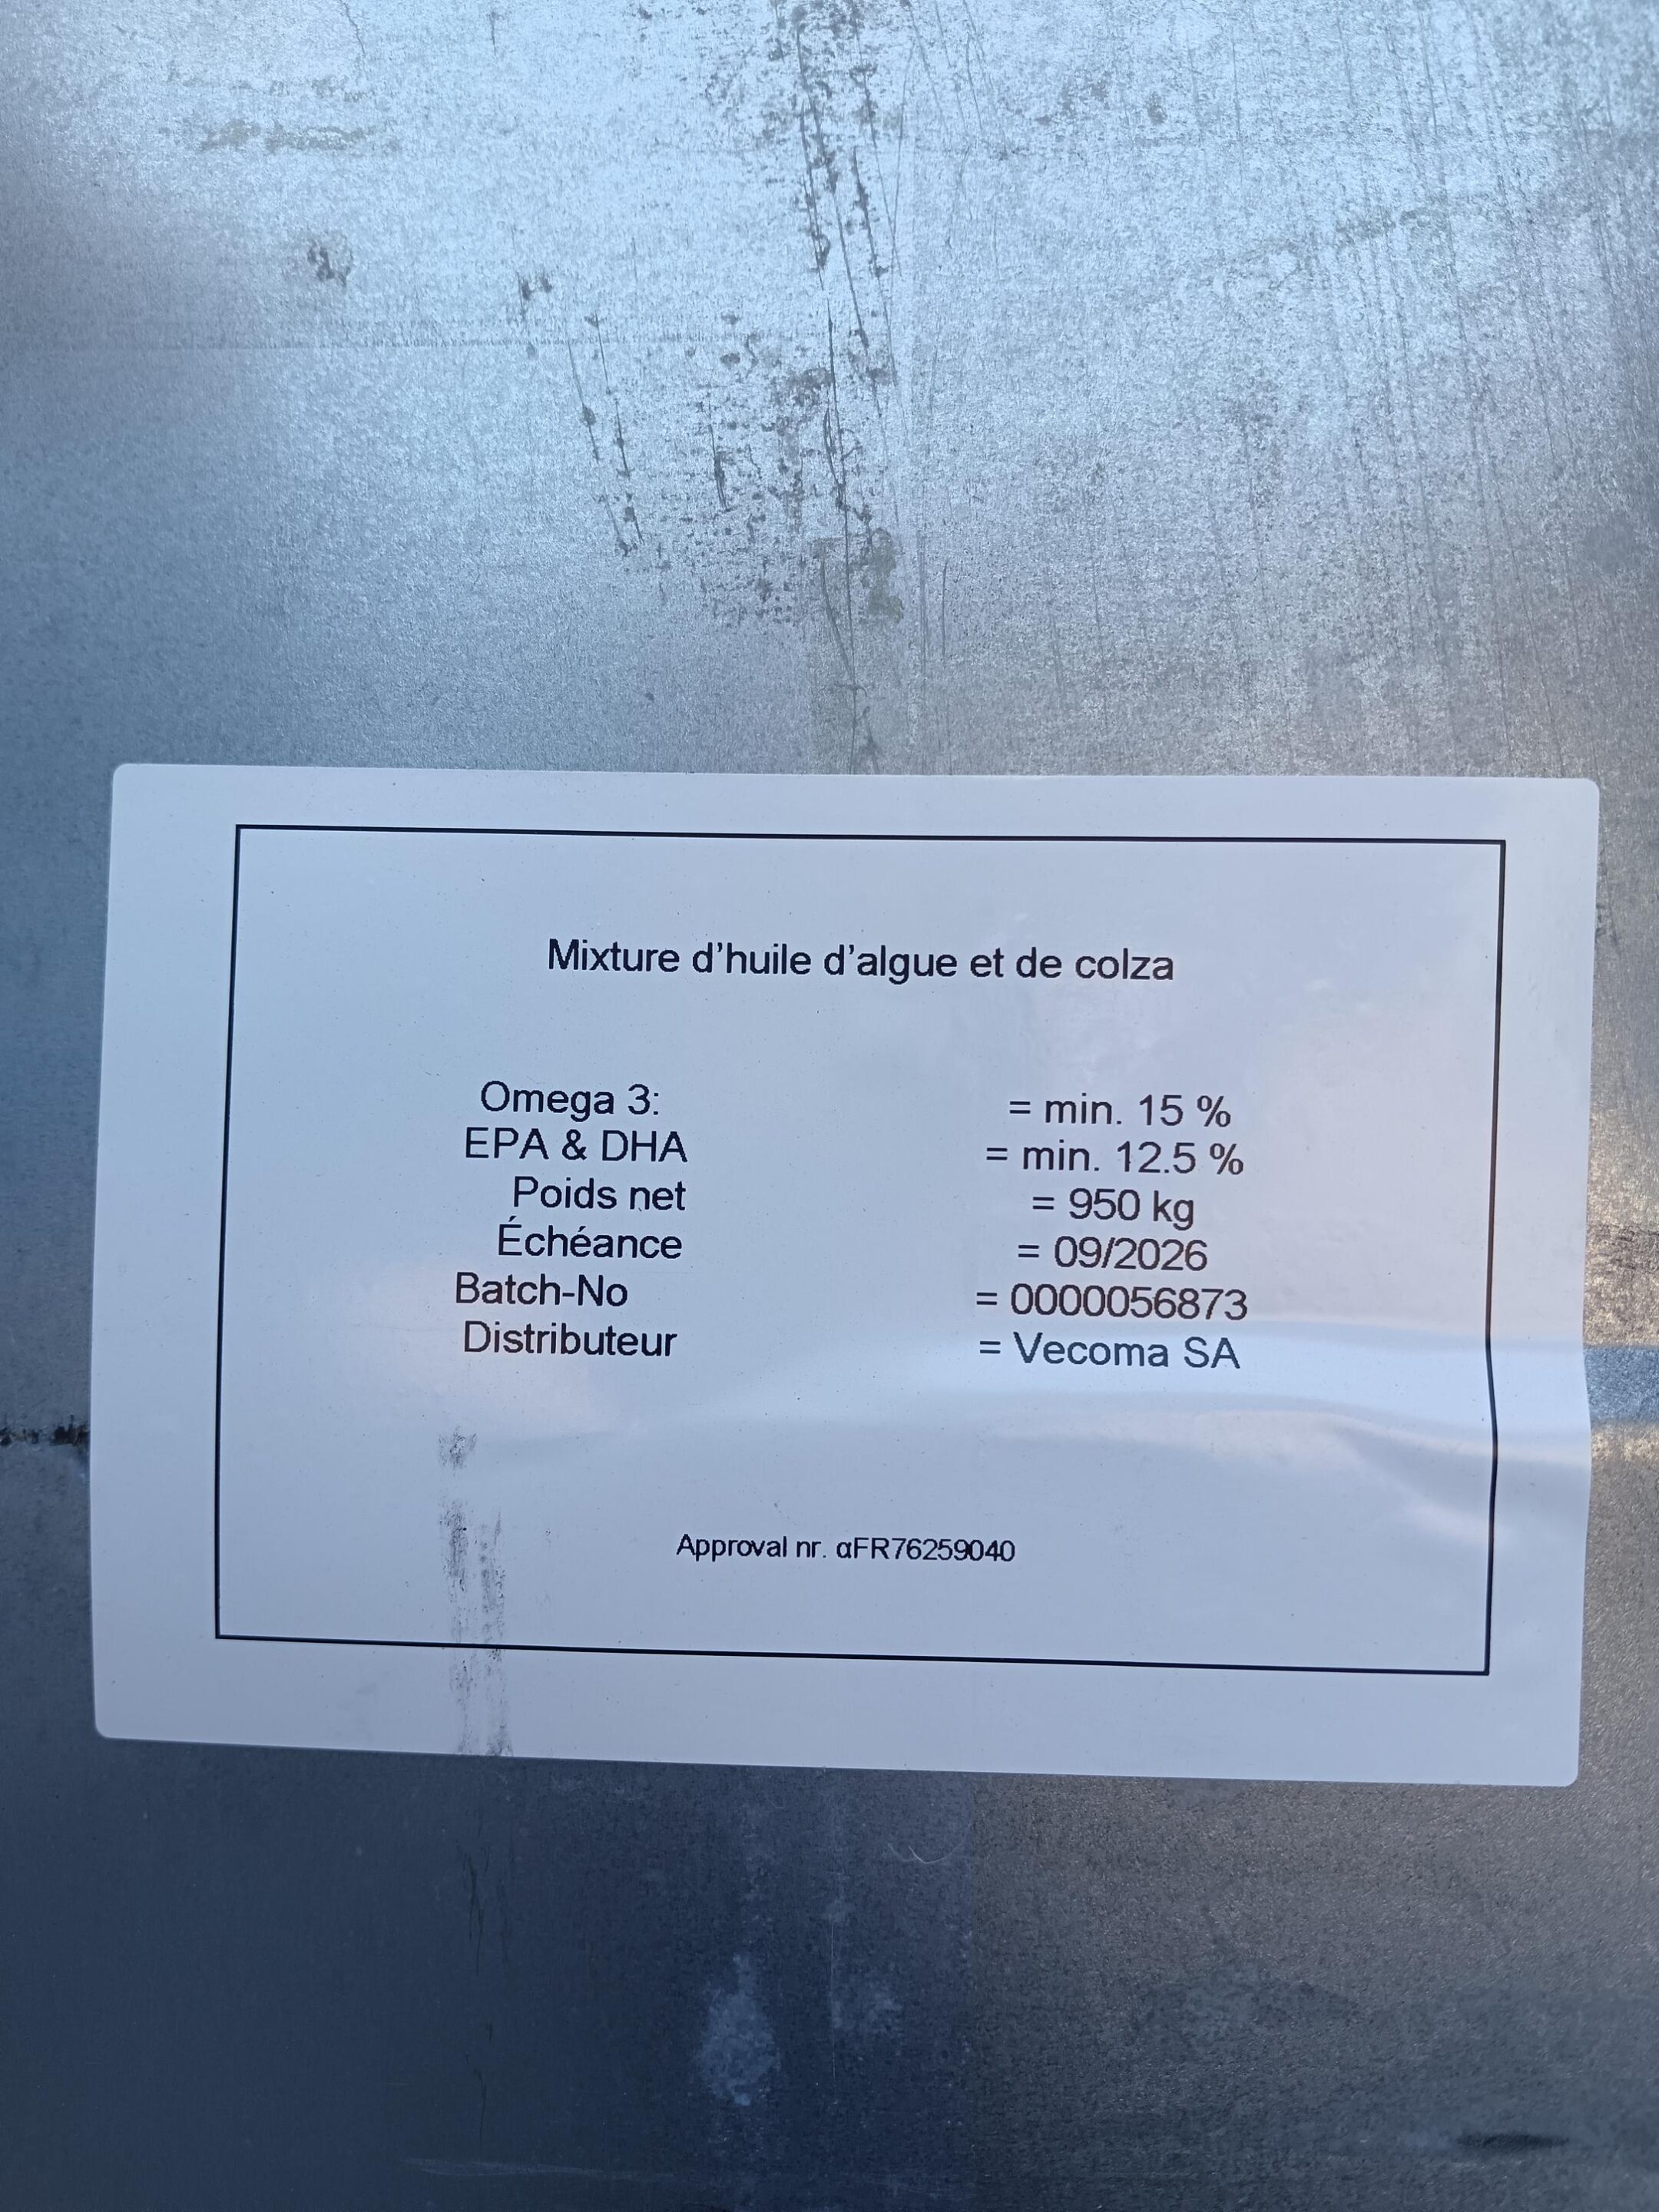 Mixture d’huile d’algue et de colza
Omega 3: = min. 15 %
EPA & DHA = min. 12.5 %
Poids net = 950 kg
Échéance = 09/2026
Batch-No = 0000056873
Distributeur = Vecoma SA
Approval nr. αFR76259040